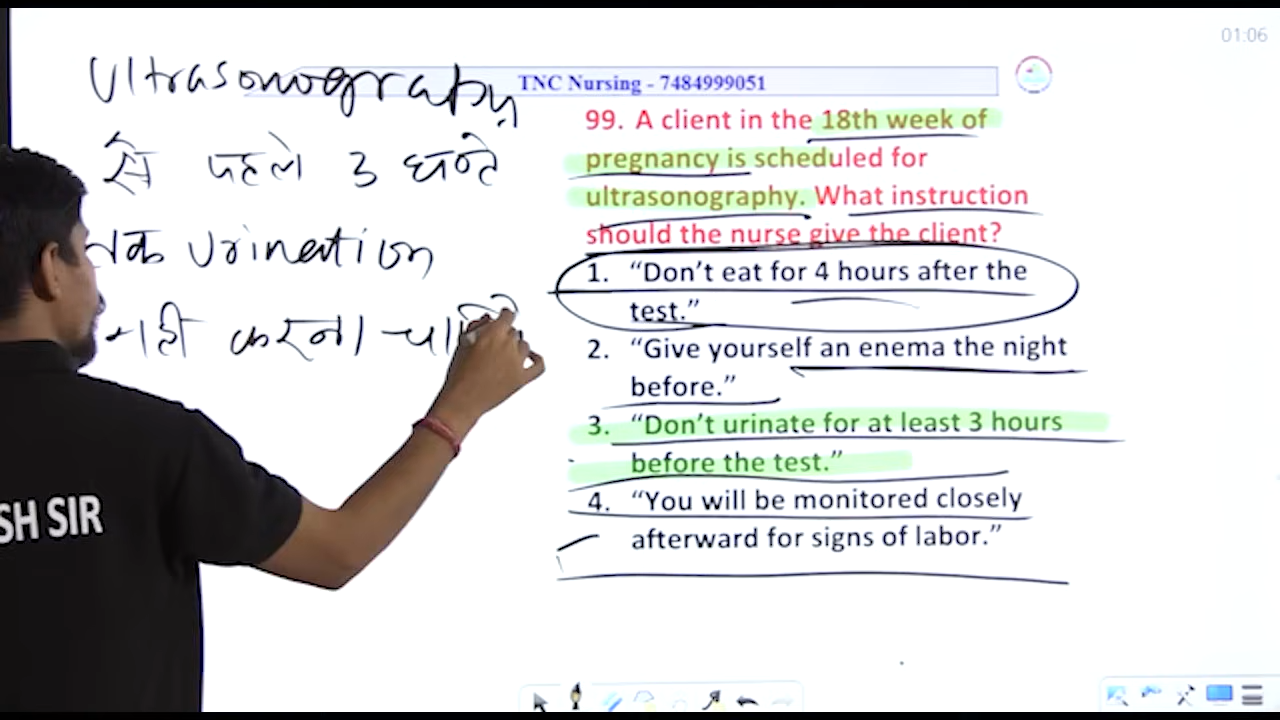 01:06
Ultrasonography
से पहले 3 घण्टे
तक Urination
नही करना
TNC Nursing - 7484999051
99. A client in the 18th week of
pregnancy is scheduled for
ultrasonography. What instruction
should the nurse give the client?
1. “Don’t eat for 4 hours after the
test.”
2. “Give yourself an enema the night
before.”
3. “Don’t urinate for at least 3 hours
before the test.”
4. “You will be monitored closely
afterward for signs of labor.”
SH SIR